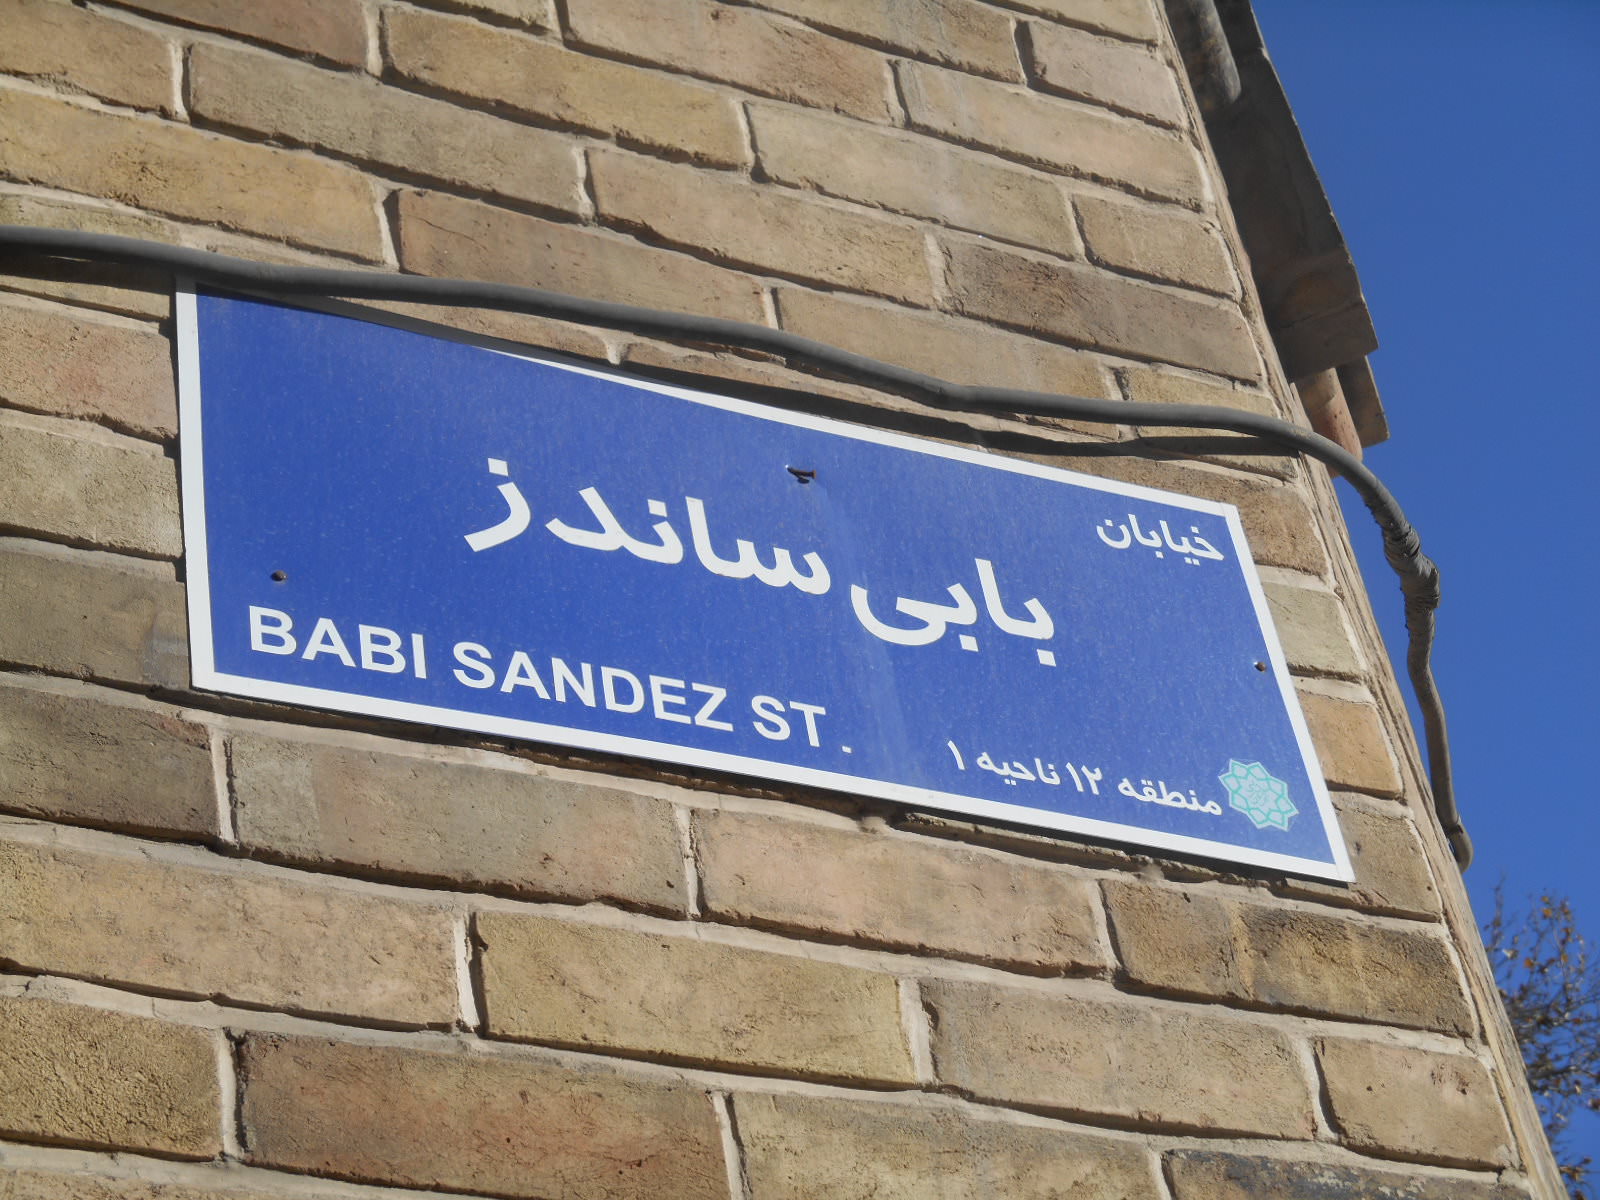 خیابان
بابی ساندز
BABI SANDEZ ST.
منطقه ۱۲ ناحیه ۱